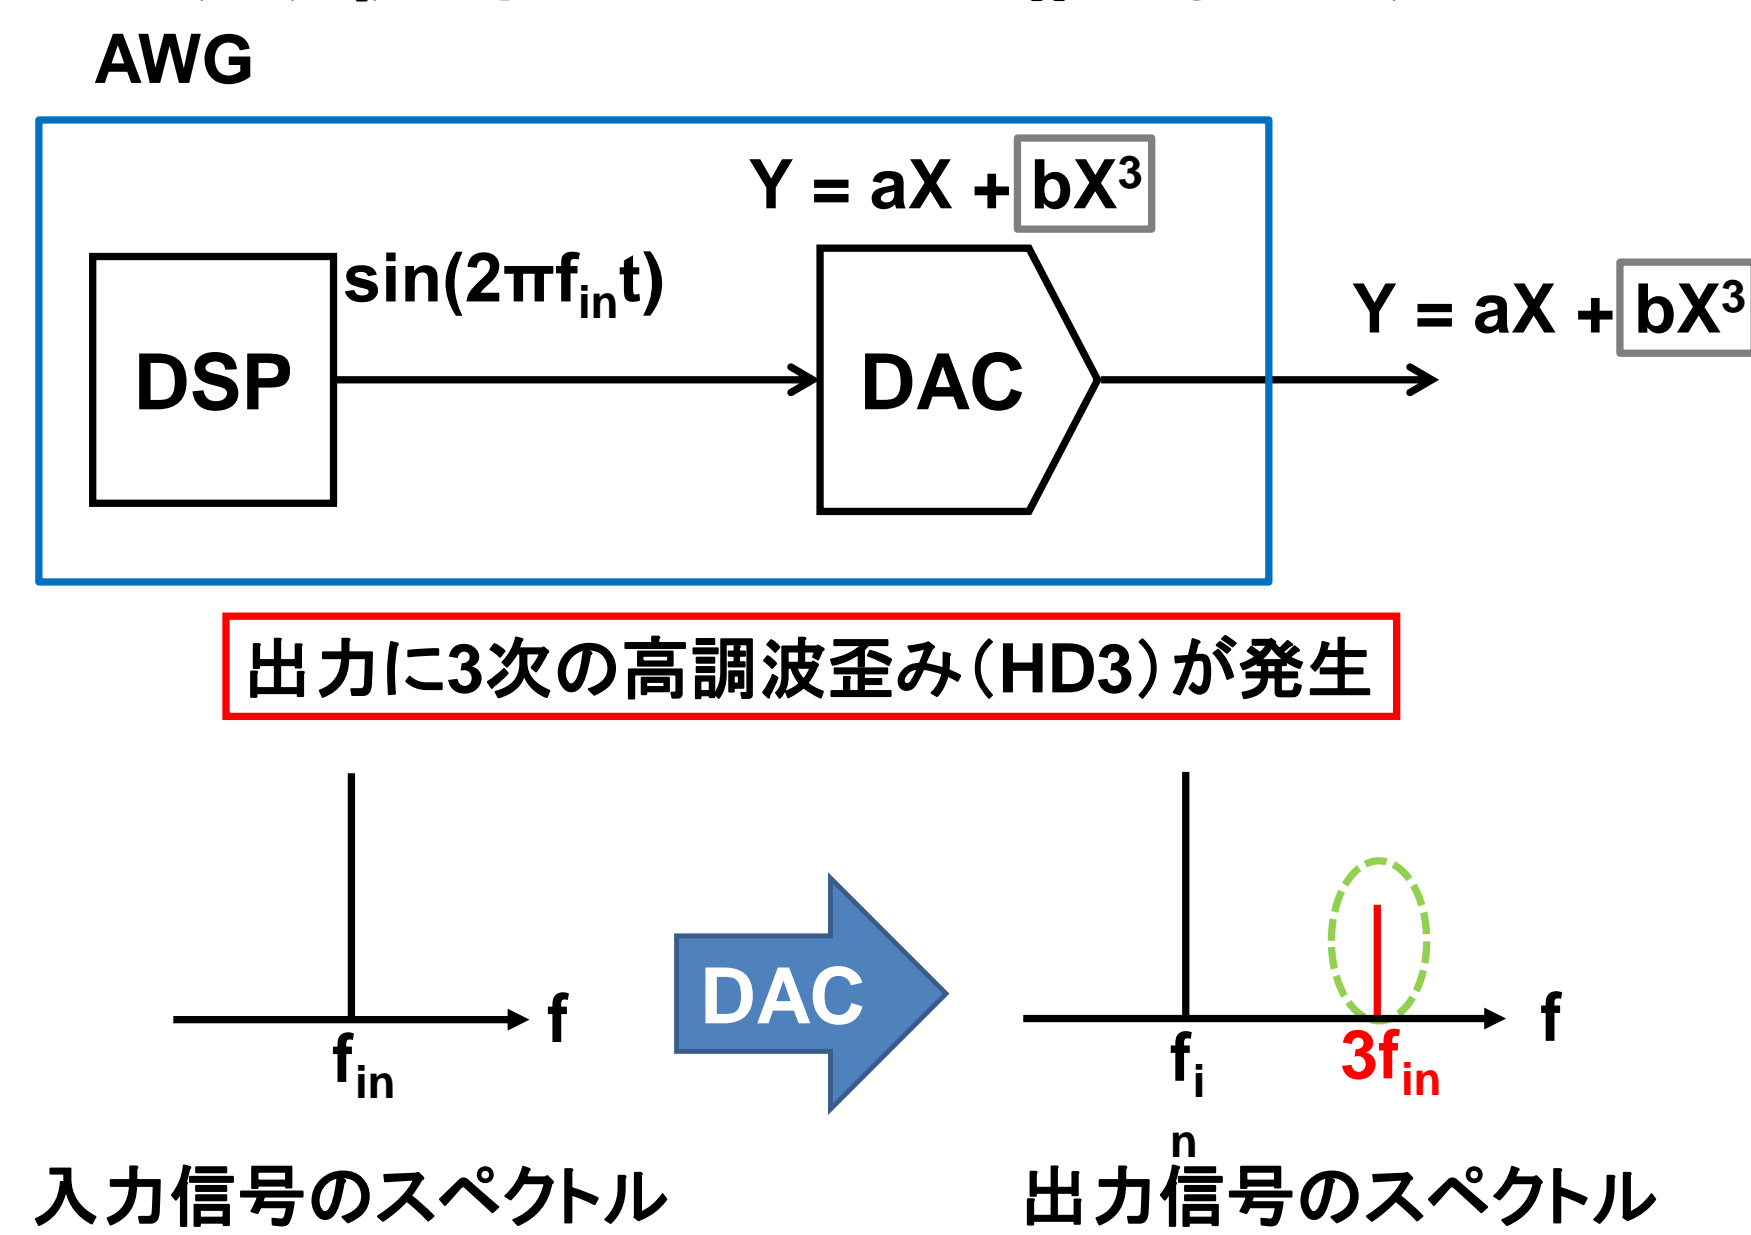 AWG
Y = aX + bX³
sin(2πf_in t)
Y = aX + bX³
DSP
DAC
出力に3次の高調波歪み（HD3）が発生
DAC
f
f
f_in
f_i
n
3f_in
入力信号のスペクトル
出力信号のスペクトル